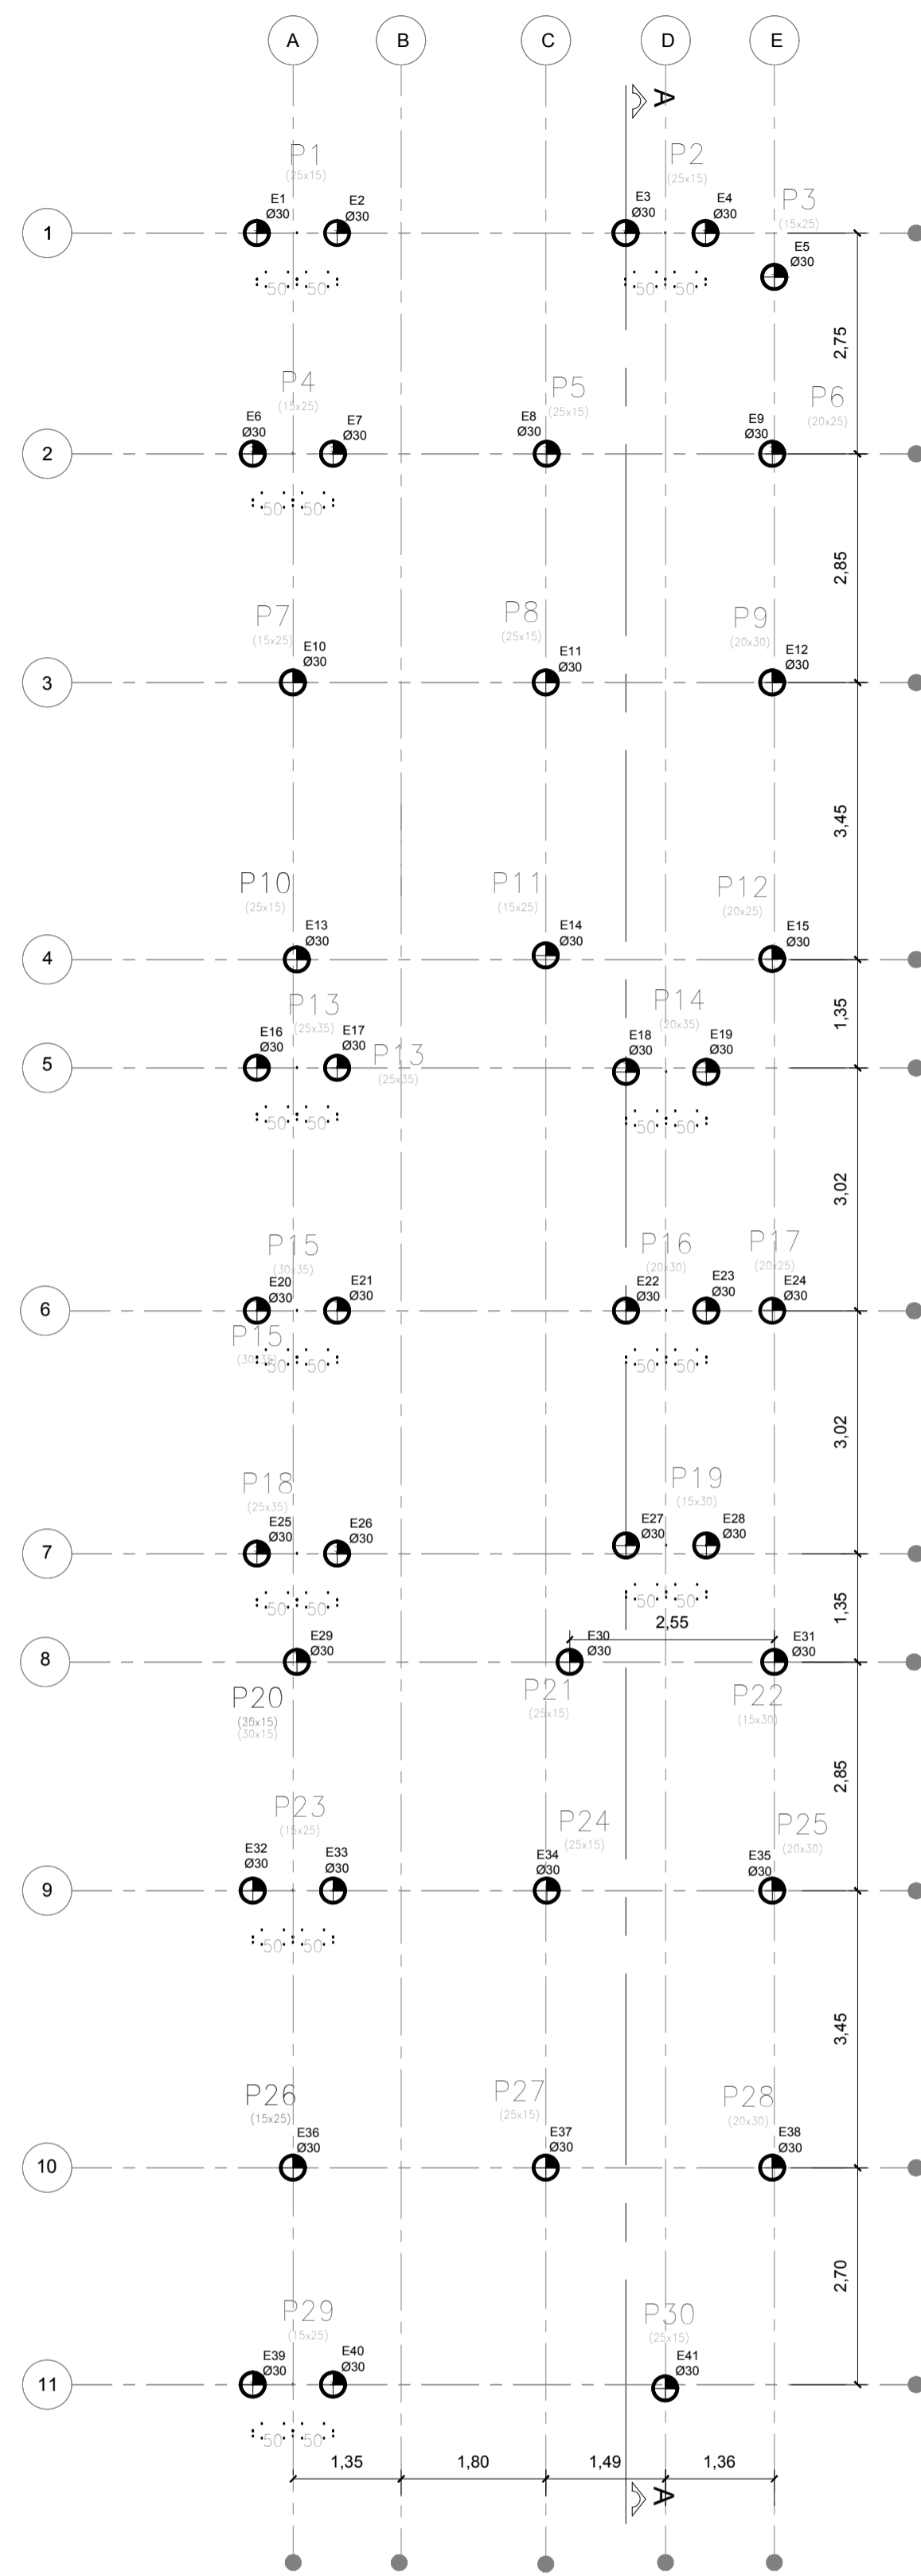 A B C D E
A
P1
(25x15)
P2
(25x15)
P3
(15x25)
E1
Ø30
E2
Ø30
E3
Ø30
E4
Ø30
E5
Ø30
1
50 50
50 50
2,75
P4
(15x25)
P5
(25x15)
P6
(20x25)
E6
Ø30
E7
Ø30
E8
Ø30
E9
Ø30
2
50 50
2,85
P7
(15x25)
P8
(25x15)
P9
(20x30)
E10
Ø30
E11
Ø30
E12
Ø30
3
3,45
P10
(25x15)
P11
(15x25)
P12
(20x25)
E13
Ø30
E14
Ø30
E15
Ø30
4
1,35
P13
(25x35)
P14
(20x35)
E16
Ø30
E17
Ø30
P13
(25x35)
E18
Ø30
E19
Ø30
5
50 50
50 50
3,02
P15
(30x35)
P16
(20x30)
P17
(20x25)
E20
Ø30
E21
Ø30
E22
Ø30
E23
Ø30
E24
Ø30
6
P15
50 50
50 50
3,02
P18
(25x35)
P19
(15x30)
E25
Ø30
E26
Ø30
E27
Ø30
E28
Ø30
7
50 50
50 50
1,35
2,55
E29
Ø30
E30
Ø30
E31
Ø30
8
P20
(30x15)
P21
(25x15)
P22
(15x30)
2,85
P23
(15x25)
P24
(25x15)
P25
(20x30)
E32
Ø30
E33
Ø30
E34
Ø30
E35
Ø30
9
50 50
3,45
P26
(15x25)
P27
(25x15)
P28
(20x30)
E36
Ø30
E37
Ø30
E38
Ø30
10
2,70
P29
(15x25)
P30
(25x15)
E39
Ø30
E40
Ø30
E41
Ø30
11
50 50
1,35 1,80 1,49 1,36
A